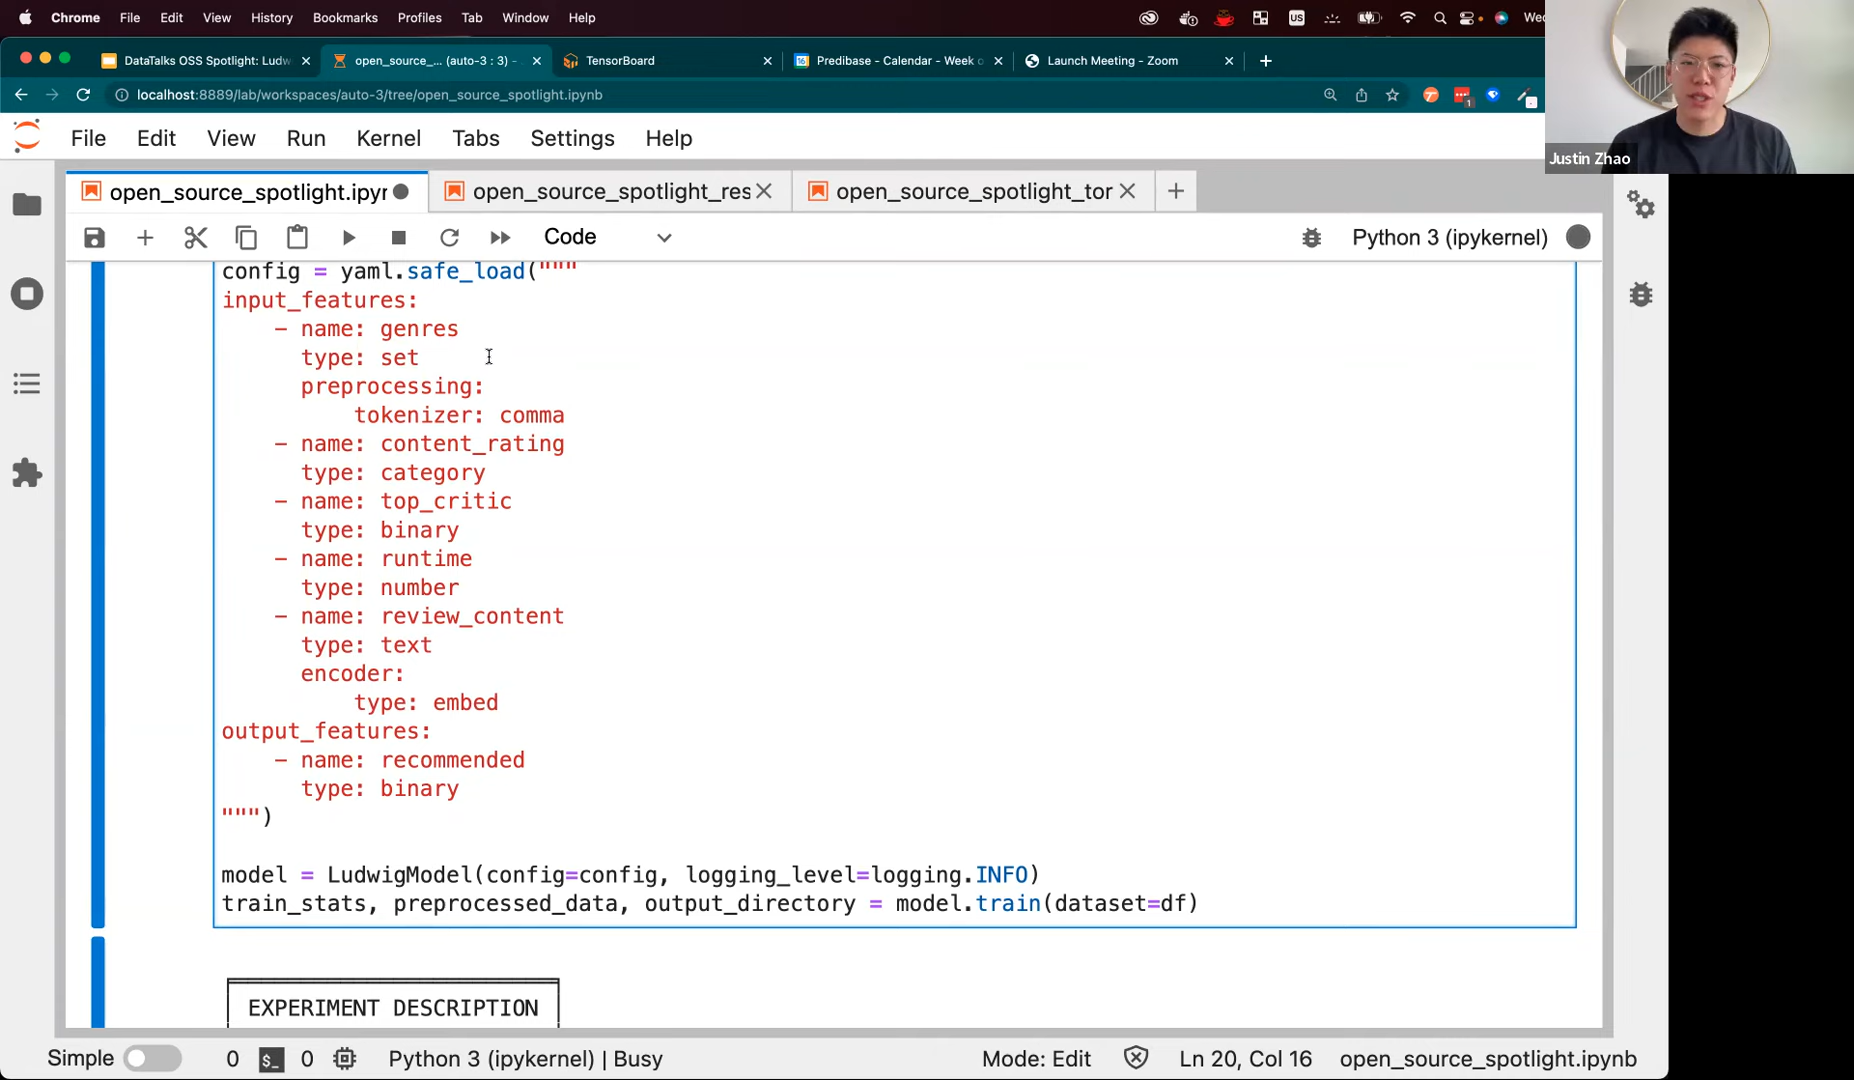 Chrome File Edit View History Bookmarks Profiles Tab Window Help US Wed
DataTalks OSS Spotlight: Ludw open_source_... (auto-3 : 3) - TensorBoard 16 Predibase - Calendar - Week o Launch Meeting - Zoom
localhost:8889/lab/workspaces/auto-3/tree/open_source_spotlight.ipynb 1
Justin Zhao
File Edit View Run Kernel Tabs Settings Help
open_source_spotlight.ipyn open_source_spotlight_res open_source_spotlight_tor
Code Python 3 (ipykernel)
config = yaml.safe_load("""
input_features:
- name: genres
type: set
preprocessing:
tokenizer: comma
- name: content_rating
type: category
- name: top_critic
type: binary
- name: runtime
type: number
- name: review_content
type: text
encoder:
type: embed
output_features:
- name: recommended
type: binary
""")
model = LudwigModel(config=config, logging_level=logging.INFO)
train_stats, preprocessed_data, output_directory = model.train(dataset=df)
EXPERIMENT DESCRIPTION
Simple 0 $_ 0 Python 3 (ipykernel) | Busy Mode: Edit Ln 20, Col 16 open_source_spotlight.ipynb